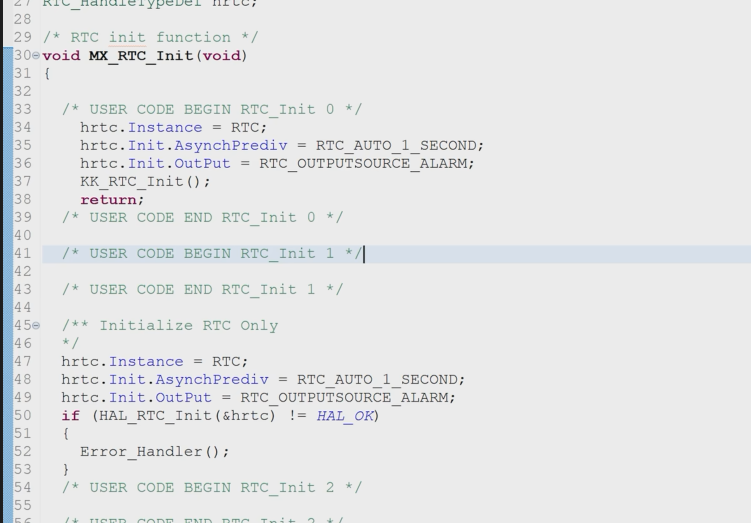 27 RTC_HandleTypeDef hrtc;
28
29 /* RTC init function */
30 void MX_RTC_Init(void)
31 {
32
33 /* USER CODE BEGIN RTC_Init 0 */
34 hrtc.Instance = RTC;
35 hrtc.Init.AsynchPrediv = RTC_AUTO_1_SECOND;
36 hrtc.Init.OutPut = RTC_OUTPUTSOURCE_ALARM;
37 KK_RTC_Init();
38 return;
39 /* USER CODE END RTC_Init 0 */
40
41 /* USER CODE BEGIN RTC_Init 1 */
42
43 /* USER CODE END RTC_Init 1 */
44
45 /** Initialize RTC Only
46 */
47 hrtc.Instance = RTC;
48 hrtc.Init.AsynchPrediv = RTC_AUTO_1_SECOND;
49 hrtc.Init.OutPut = RTC_OUTPUTSOURCE_ALARM;
50 if (HAL_RTC_Init(&hrtc) != HAL_OK)
51 {
52 Error_Handler();
53 }
54 /* USER CODE BEGIN RTC_Init 2 */
55
56 /* USER CODE END RTC_Init 2 */